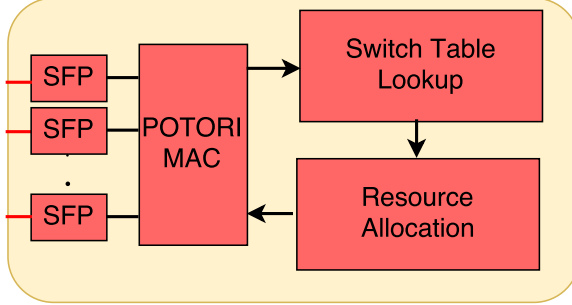 SFP
SFP
SFP
POTORI
MAC
Switch Table
Lookup
Resource
Allocation